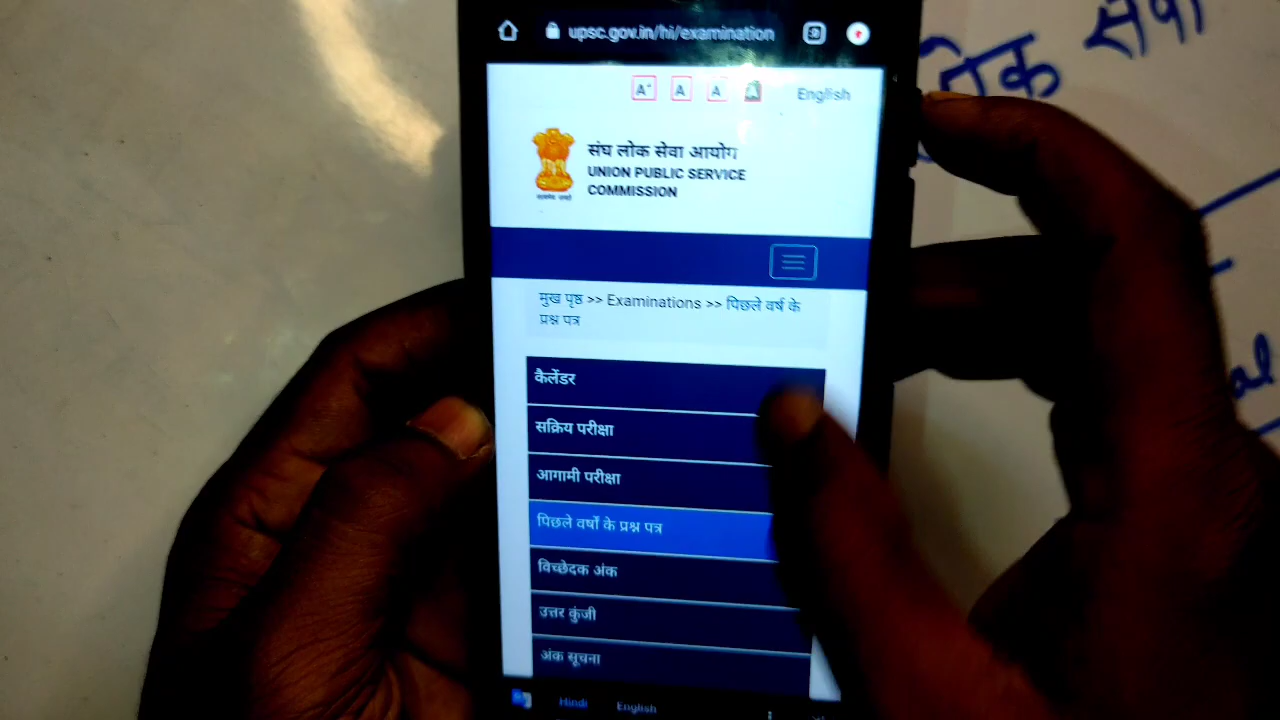 upsc.gov.in/hi/examination
A+ A A A English
संघ लोक सेवा आयोग
UNION PUBLIC SERVICE
COMMISSION
मुख पृष्ठ >> Examinations >> पिछले वर्ष के
प्रश्न पत्र
कैलेंडर
सक्रिय परीक्षा
आगामी परीक्षा
पिछले वर्षों के प्रश्न पत्र
विच्छेदक अंक
उत्तर कुंजी
अंक सूचना
Hindi English
सेवा